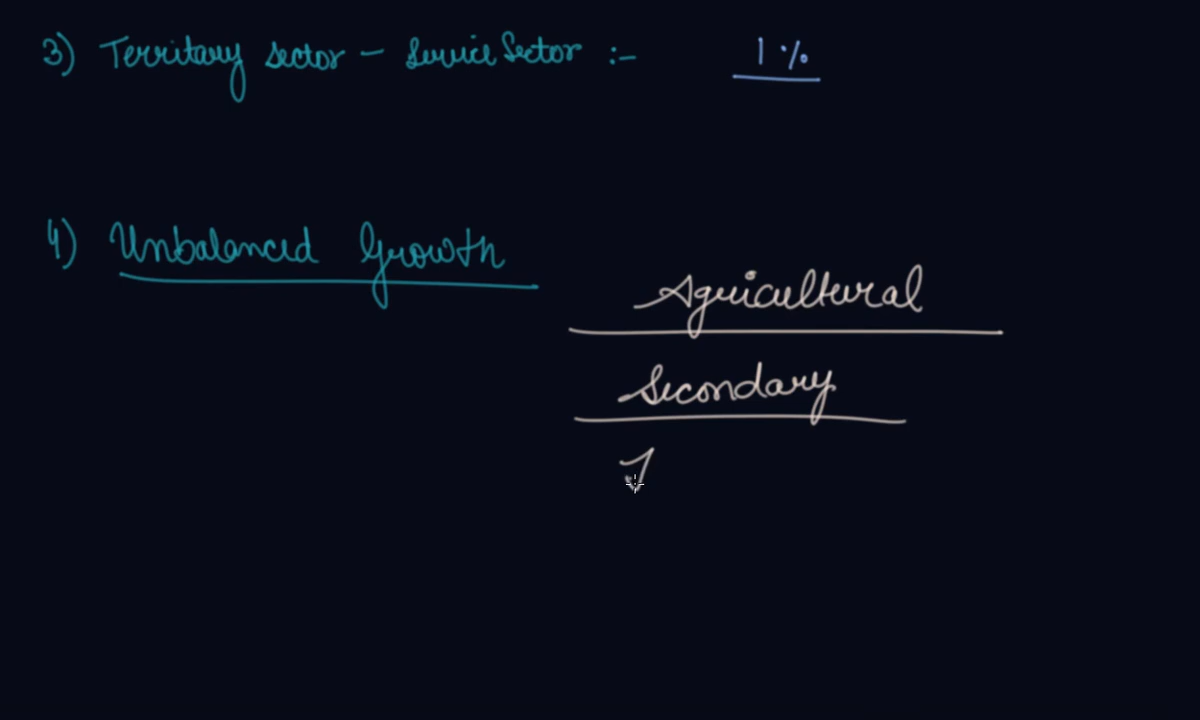 3) Territary sector - Service Sector :- 1 %
4) Unbalanced Growth
Agricultural
Secondary